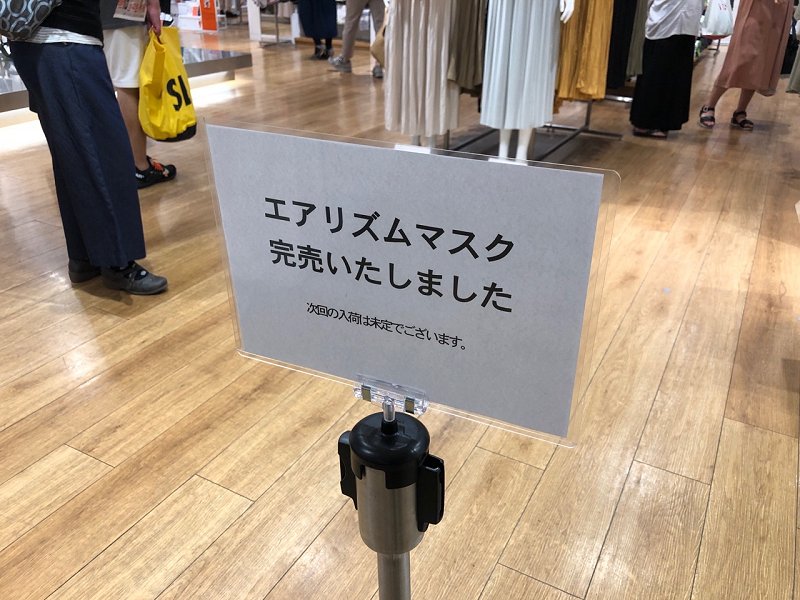 エアリズムマスク
完売いたしました
次回の入荷は未定でございます。
SL